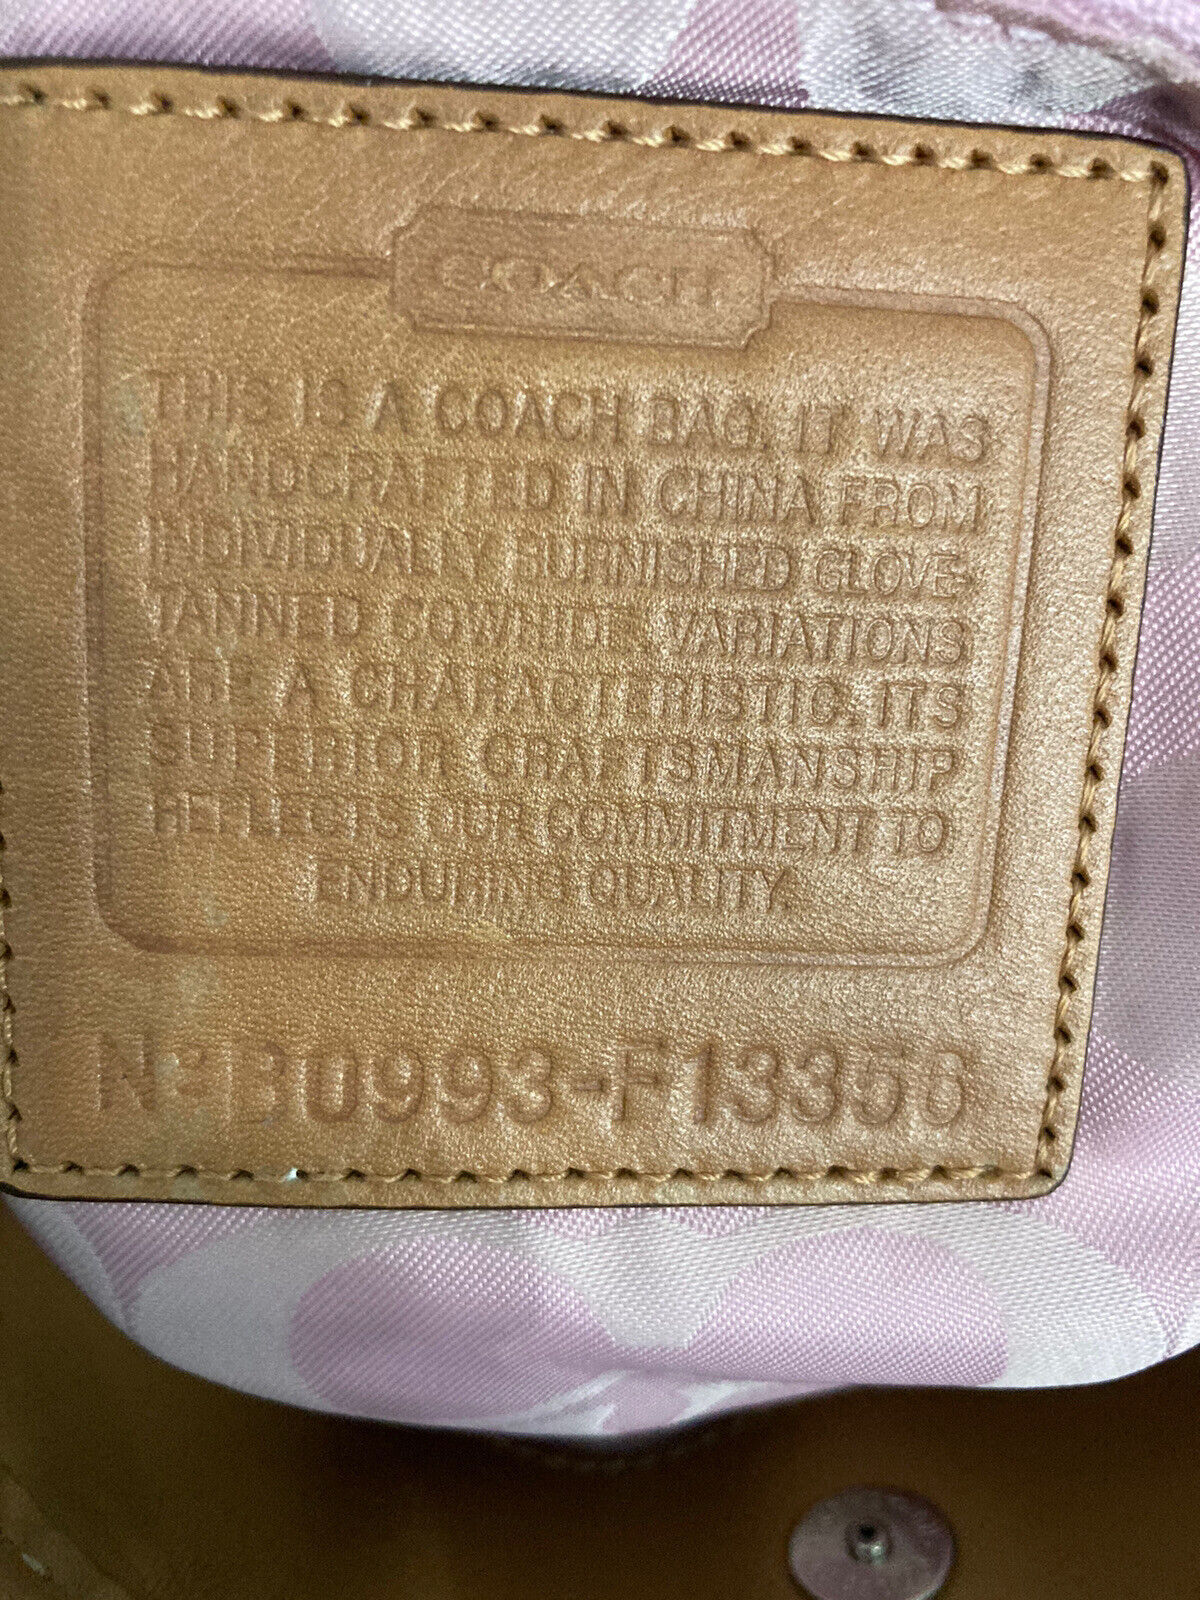 COACH
THIS IS A COACH BAG. IT WAS
HANDCRAFTED IN CHINA FROM
INDIVIDUALLY BURNISHED GLOVE-
TANNED COWHIDE. VARIATIONS
ARE A CHARACTERISTIC. ITS
SUPERIOR CRAFTSMANSHIP
REFLECTS OUR COMMITMENT TO
ENDURING QUALITY.
Nº B0993-F13358